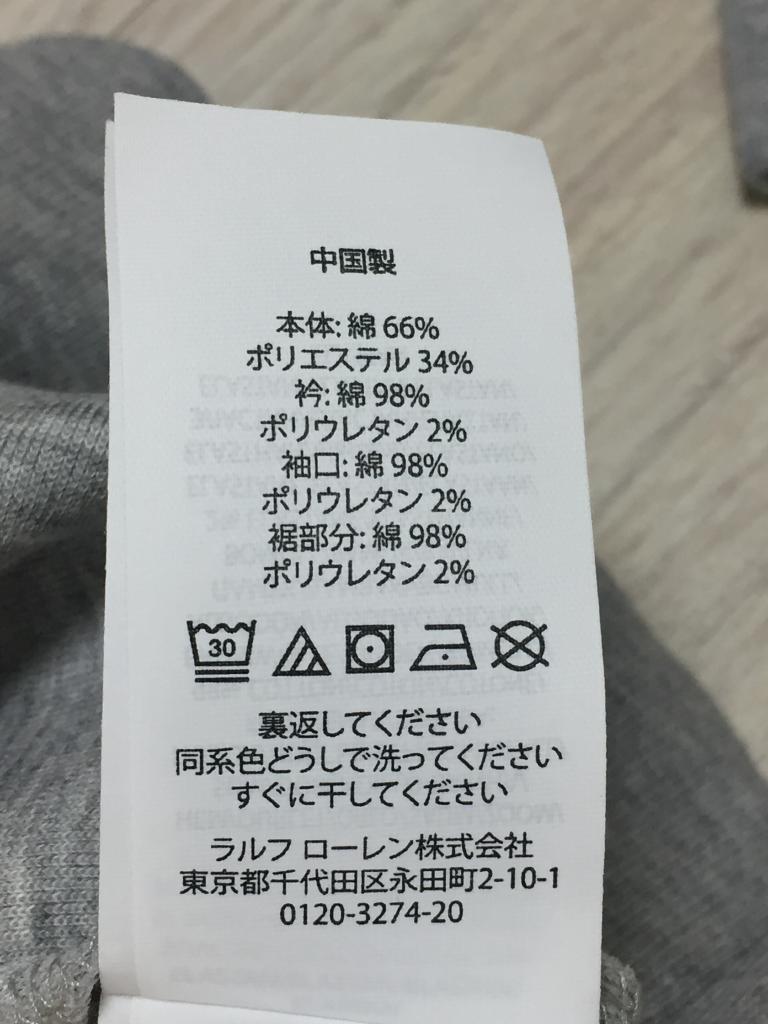 中国製
本体: 綿 66%
ポリエステル 34%
衿: 綿 98%
ポリウレタン 2%
袖口: 綿 98%
ポリウレタン 2%
裾部分: 綿 98%
ポリウレタン 2%
30
裏返してください
同系色どうしで洗ってください
すぐに干してください
ラルフ ローレン株式会社
東京都千代田区永田町2-10-1
0120-3274-20